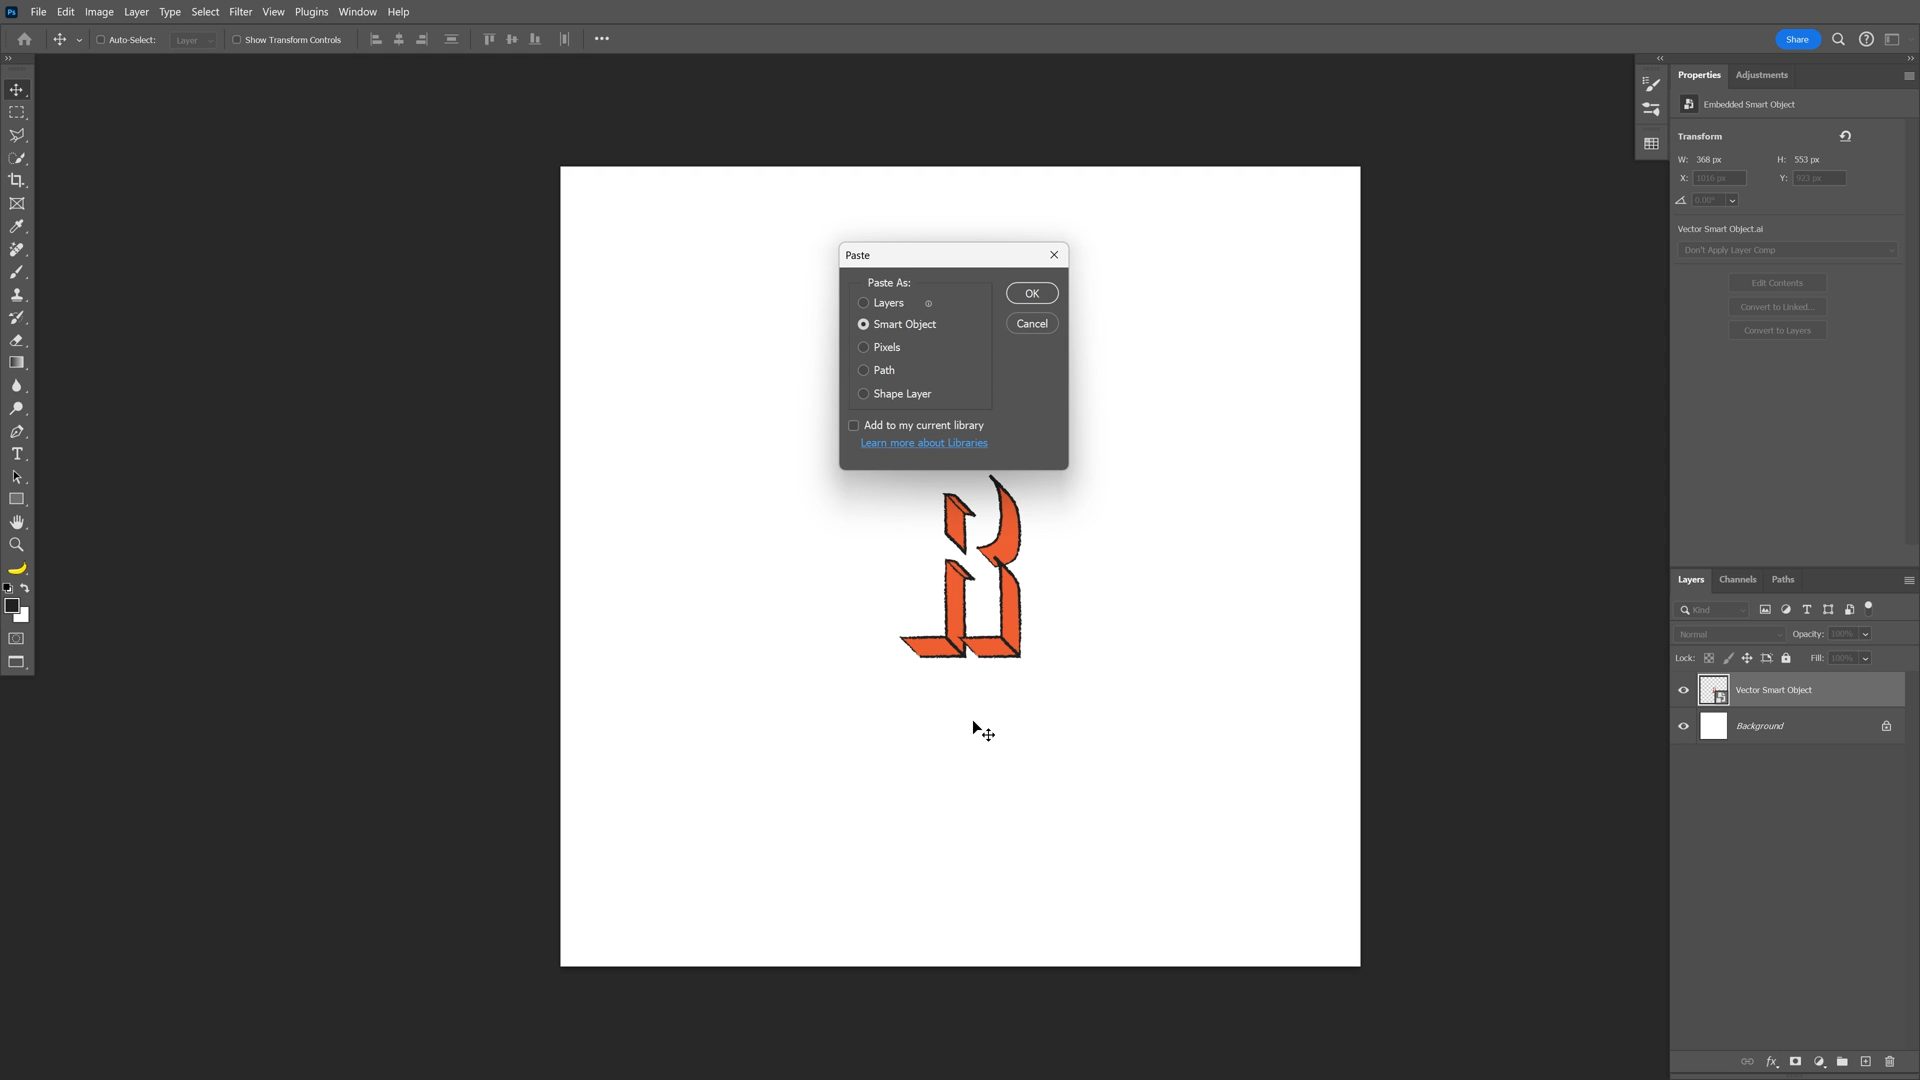 Ps File Edit Image Layer Type Select Filter View Plugins Window Help
Auto-Select: Layer Show Transform Controls Share
Paste
Paste As:
Layers
Smart Object
Pixels
Path
Shape Layer
OK
Cancel
Add to my current library
Learn more about Libraries
B
Properties Adjustments
Embedded Smart Object
Transform
W: 368 px H: 553 px
X: 1016 px Y: 923 px
0.00°
Vector Smart Object.ai
Don't Apply Layer Comp
Edit Contents
Convert to Linked...
Convert to Layers
Layers Channels Paths
Kind
Normal Opacity: 100%
Lock: Fill: 100%
Vector Smart Object
Background
fx